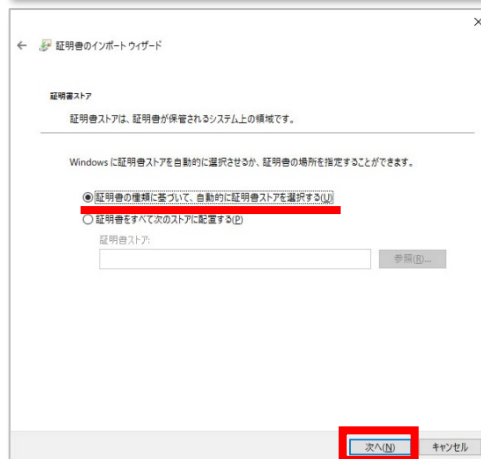 証明書のインポート ウィザード
証明書ストア
証明書ストアは、証明書が保管されるシステム上の領域です。
Windows に証明書ストアを自動的に選択させるか、証明書の場所を指定することができます。
証明書の種類に基づいて、自動的に証明書ストアを選択する(U)
証明書をすべて次のストアに配置する(P)
証明書ストア:
参照(R)...
次へ(N)
キャンセル